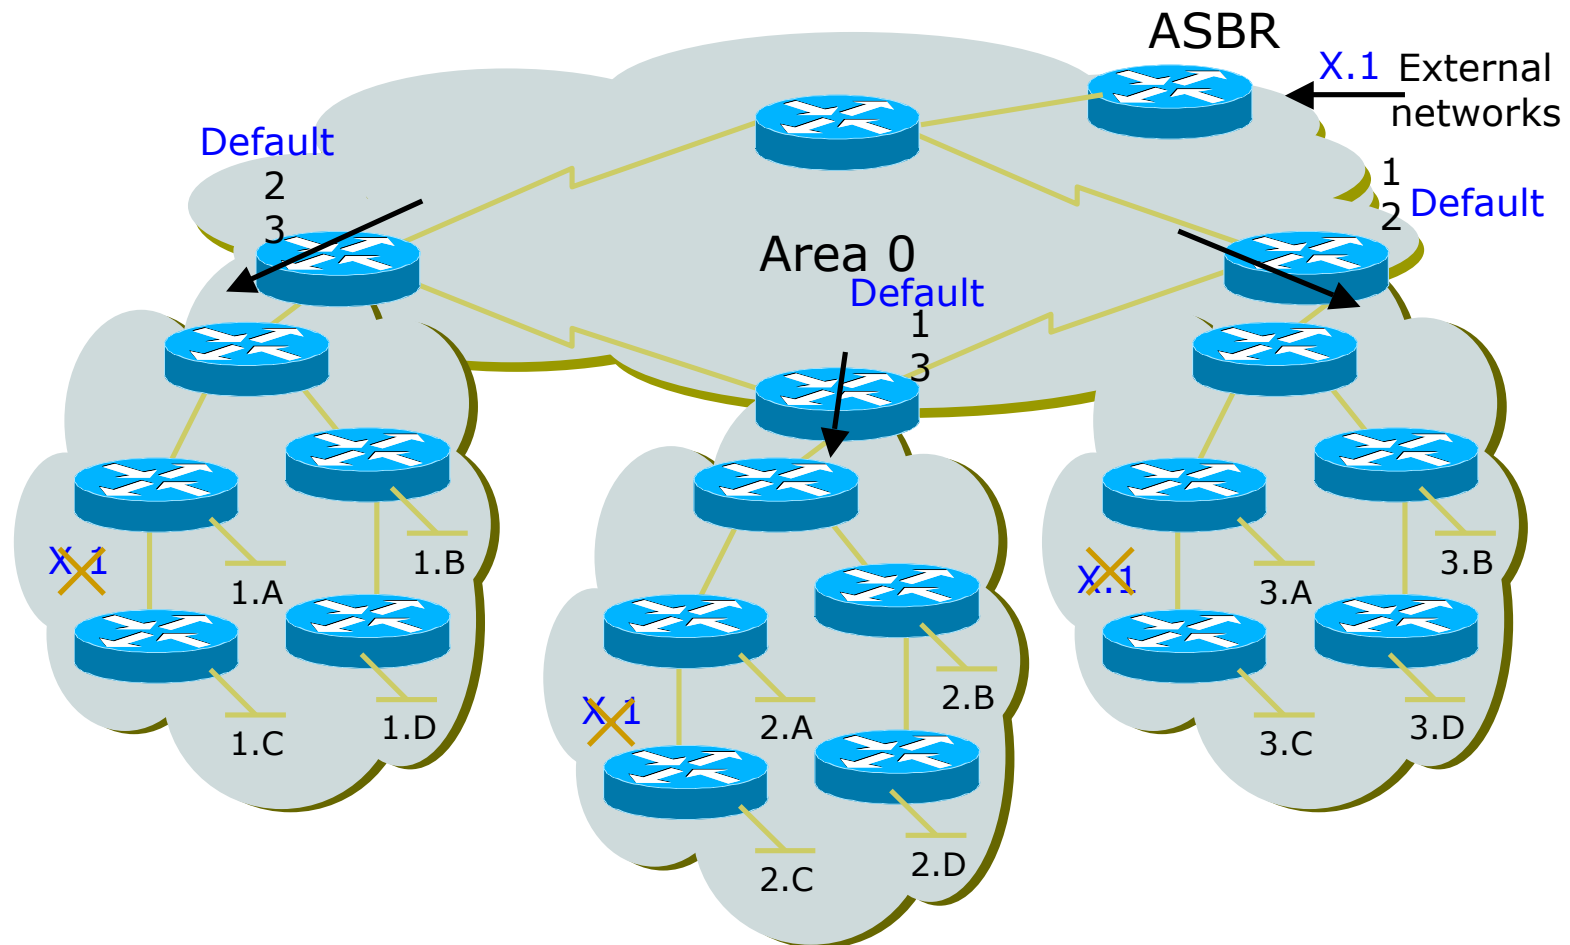 ASBR
X.1
External
networks
Default
2
3
1
2
Default
Area 0
Default
1
3
X.1
1.A
1.B
1.C
1.D
X.1
2.A
2.B
2.C
2.D
X.1
3.A
3.B
3.C
3.D